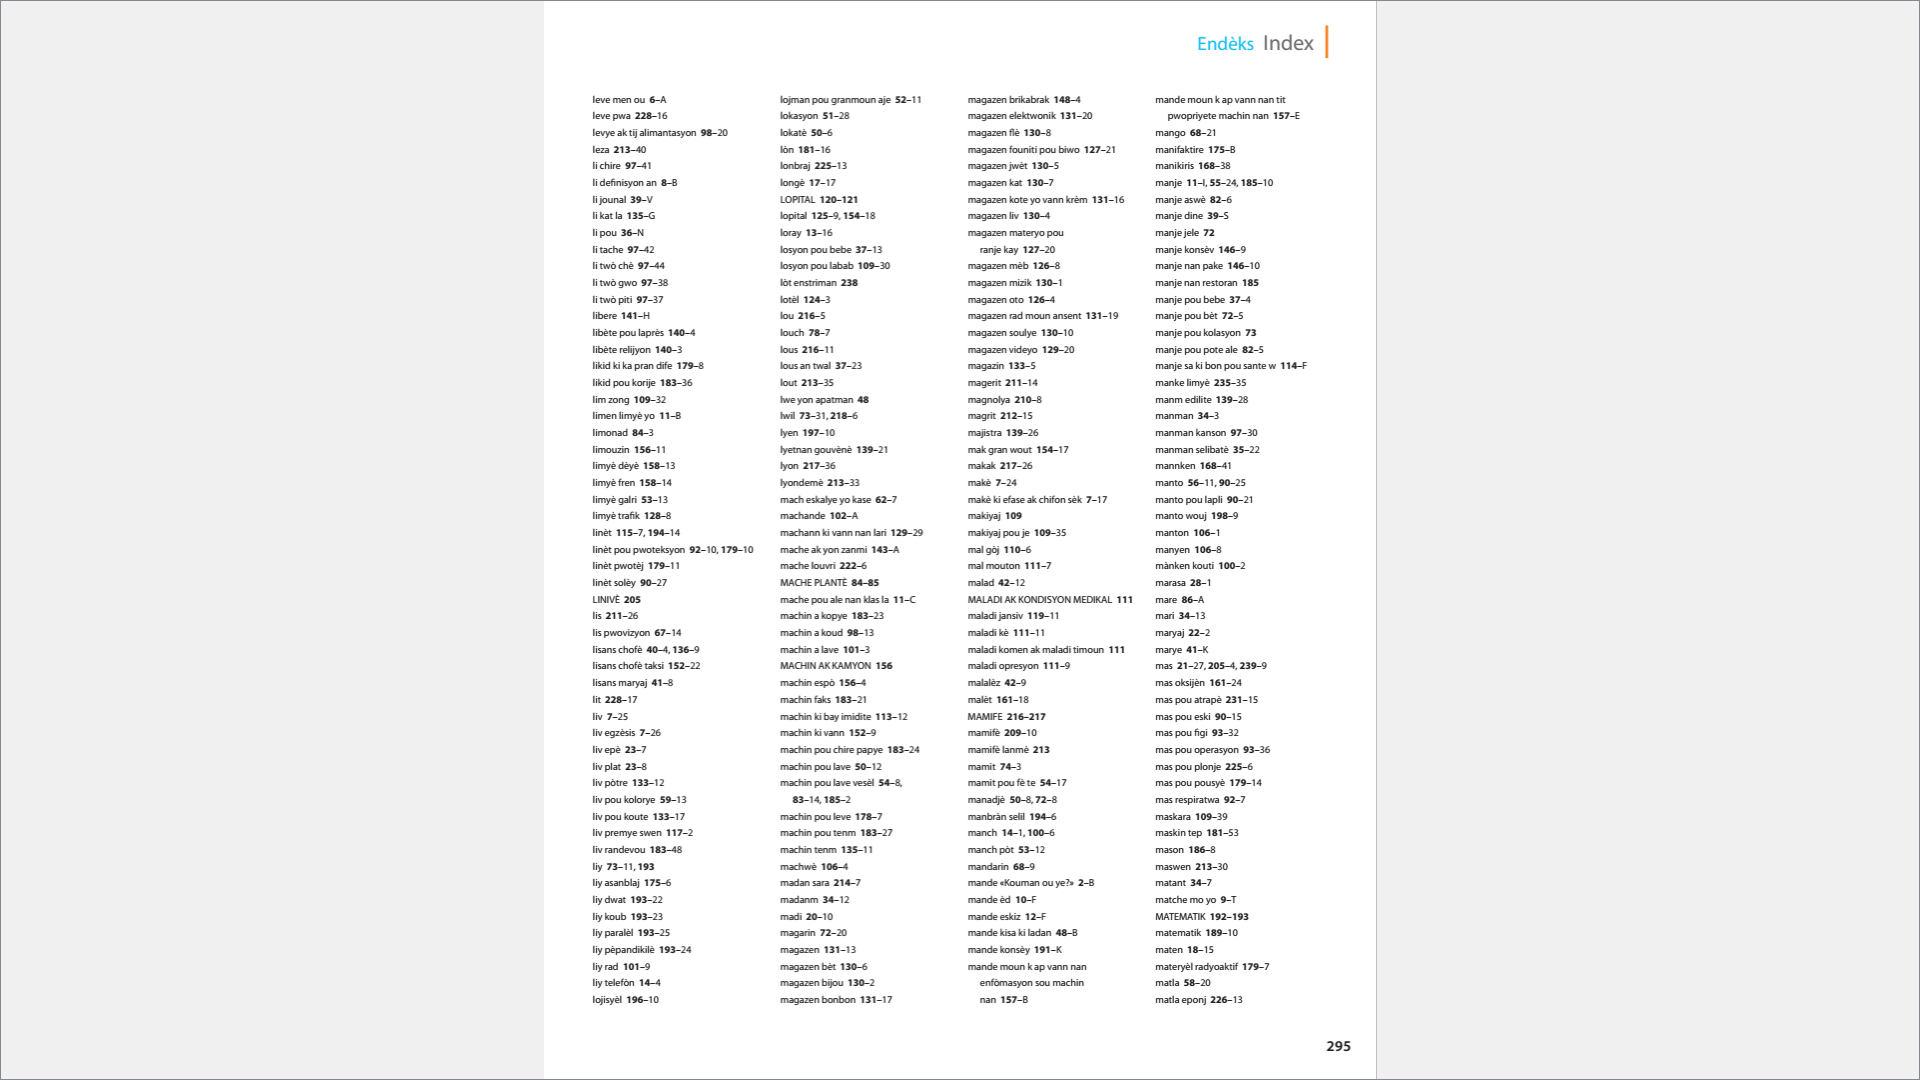 Endèks Index
leve men ou 6–A
leve pwa 228–16
levye ak tij alimantasyon 98–20
leza 213–40
li chire 97–41
li definisyon an 8–B
li jounal 39–V
li kat la 135–G
li pou 36–N
li tache 97–42
li twò chè 97–44
li twò gwo 97–38
li twò piti 97–37
libere 141–H
libète pou laprès 140–4
libète relijyon 140–3
likid ki ka pran dife 179–8
likid pou korije 183–36
lim zong 109–32
limen limyè yo 11–B
limonad 84–3
limouzin 156–11
limyè dèyè 158–13
limyè fren 158–14
limyè galri 53–13
limyè trafik 128–8
linèt 115–7, 194–14
linèt pou pwoteksyon 92–10, 179–10
linèt pwotèj 179–11
linèt solèy 90–27
LINIVÈ 205
lis 211–26
lis pwovizyon 67–14
lisans chofè 40–4, 136–9
lisans chofè taksi 152–22
lisans maryaj 41–8
lit 228–17
liv 7–25
liv egzèsis 7–26
liv epè 23–7
liv plat 23–8
liv pòtre 133–12
liv pou kolorye 59–13
liv pou koute 133–17
liv premye swen 117–2
liv randevou 183–48
liy 73–11, 193
liy asanblaj 175–6
liy dwat 193–22
liy koub 193–23
liy paralèl 193–25
liy pèpandikilè 193–24
liy rad 101–9
liy telefòn 14–4
lojisyèl 196–10
lojman pou granmoun aje 52–11
lokasyon 51–28
lokatè 50–6
lòn 181–16
lonbraj 225–13
longè 17–17
LOPITAL 120–121
lopital 125–9, 154–18
loray 13–16
losyon pou bebe 37–13
losyon pou labab 109–30
lòt enstriman 238
lotèl 124–3
lou 216–5
louch 78–7
lous 216–11
lous an twal 37–23
lout 213–35
lwe yon apatman 48
lwil 73–31, 218–6
lyen 197–10
lyetnan gouvènè 139–21
lyon 217–36
lyondemè 213–33
mach eskalye yo kase 62–7
machande 102–A
machann ki vann nan lari 129–29
mache ak yon zanmi 143–A
mache louvri 222–6
MACHE PLANTÈ 84–85
mache pou ale nan klas la 11–C
machin a kopye 183–23
machin a koud 98–13
machin a lave 101–3
MACHIN AK KAMYON 156
machin espò 156–4
machin faks 183–21
machin ki bay imidite 113–12
machin ki vann 152–9
machin pou chire papye 183–24
machin pou lave 50–12
machin pou lave vesèl 54–8,
83–14, 185–2
machin pou leve 178–7
machin pou tenm 183–27
machin tenm 135–11
machwè 106–4
madan sara 214–7
madanm 34–12
madi 20–10
magarin 72–20
magazen 131–13
magazen bèt 130–6
magazen bijou 130–2
magazen bonbon 131–17
magazen brikabrak 148–4
magazen elektwonik 131–20
magazen flè 130–8
magazen founiti pou biwo 127–21
magazen jwèt 130–5
magazen kat 130–7
magazen kote yo vann krèm 131–16
magazen liv 130–4
magazen materyo pou
ranje kay 127–20
magazen mèb 126–8
magazen mizik 130–1
magazen oto 126–4
magazen rad moun ansent 131–19
magazen soulye 130–10
magazen videyo 129–20
magazin 133–5
magerit 211–14
magnolya 210–8
magrit 212–15
majistra 139–26
mak gran wout 154–17
makak 217–26
makè 7–24
makè ki efase ak chifon sèk 7–17
makiyaj 109
makiyaj pou je 109–35
mal gòj 110–6
mal mouton 111–7
malad 42–12
MALADI AK KONDISYON MEDIKAL 111
maladi jansiv 119–11
maladi kè 111–11
maladi komen ak maladi timoun 111
maladi opresyon 111–9
malalèz 42–9
malèt 161–18
MAMIFE 216–217
mamifè 209–10
mamifè lanmè 213
mamit 74–3
mamit pou fè te 54–17
manadjè 50–8, 72–8
manbràn selil 194–6
manch 14–1, 100–6
manch pòt 53–12
mandarin 68–9
mande «Kouman ou ye?» 2–B
mande èd 10–F
mande eskiz 12–F
mande kisa ki ladan 48–B
mande konsèy 191–K
mande moun k ap vann nan
enfòmasyon sou machin
nan 157–B
mande moun k ap vann nan tit
pwopriyete machin nan 157–E
mango 68–21
manifaktire 175–B
manikiris 168–38
manje 11–I, 55–24, 185–10
manje aswè 82–6
manje dine 39–S
manje jele 72
manje konsèv 146–9
manje nan pake 146–10
manje nan restoran 185
manje pou bebe 37–4
manje pou bèt 72–5
manje pou kolasyon 73
manje pou pote ale 82–5
manje sa ki bon pou sante w 114–F
manke limyè 235–35
manm edilite 139–28
manman 34–3
manman kanson 97–30
manman selibatè 35–22
mannken 168–41
manto 56–11, 90–25
manto pou lapli 90–21
manto wouj 198–9
manton 106–1
manyen 106–8
mànken kouti 100–2
marasa 28–1
mare 86–A
mari 34–13
maryaj 22–2
marye 41–K
mas 21–27, 205–4, 239–9
mas oksijèn 161–24
mas pou atrapè 231–15
mas pou eski 90–15
mas pou figi 93–32
mas pou operasyon 93–36
mas pou plonje 225–6
mas pou pousyè 179–14
mas respiratwa 92–7
maskara 109–39
maskin tep 181–53
mason 186–8
maswen 213–30
matant 34–7
matche mo yo 9–T
MATEMATIK 192–193
matematik 189–10
maten 18–15
materyèl radyoaktif 179–7
matla 58–20
matla eponj 226–13
295